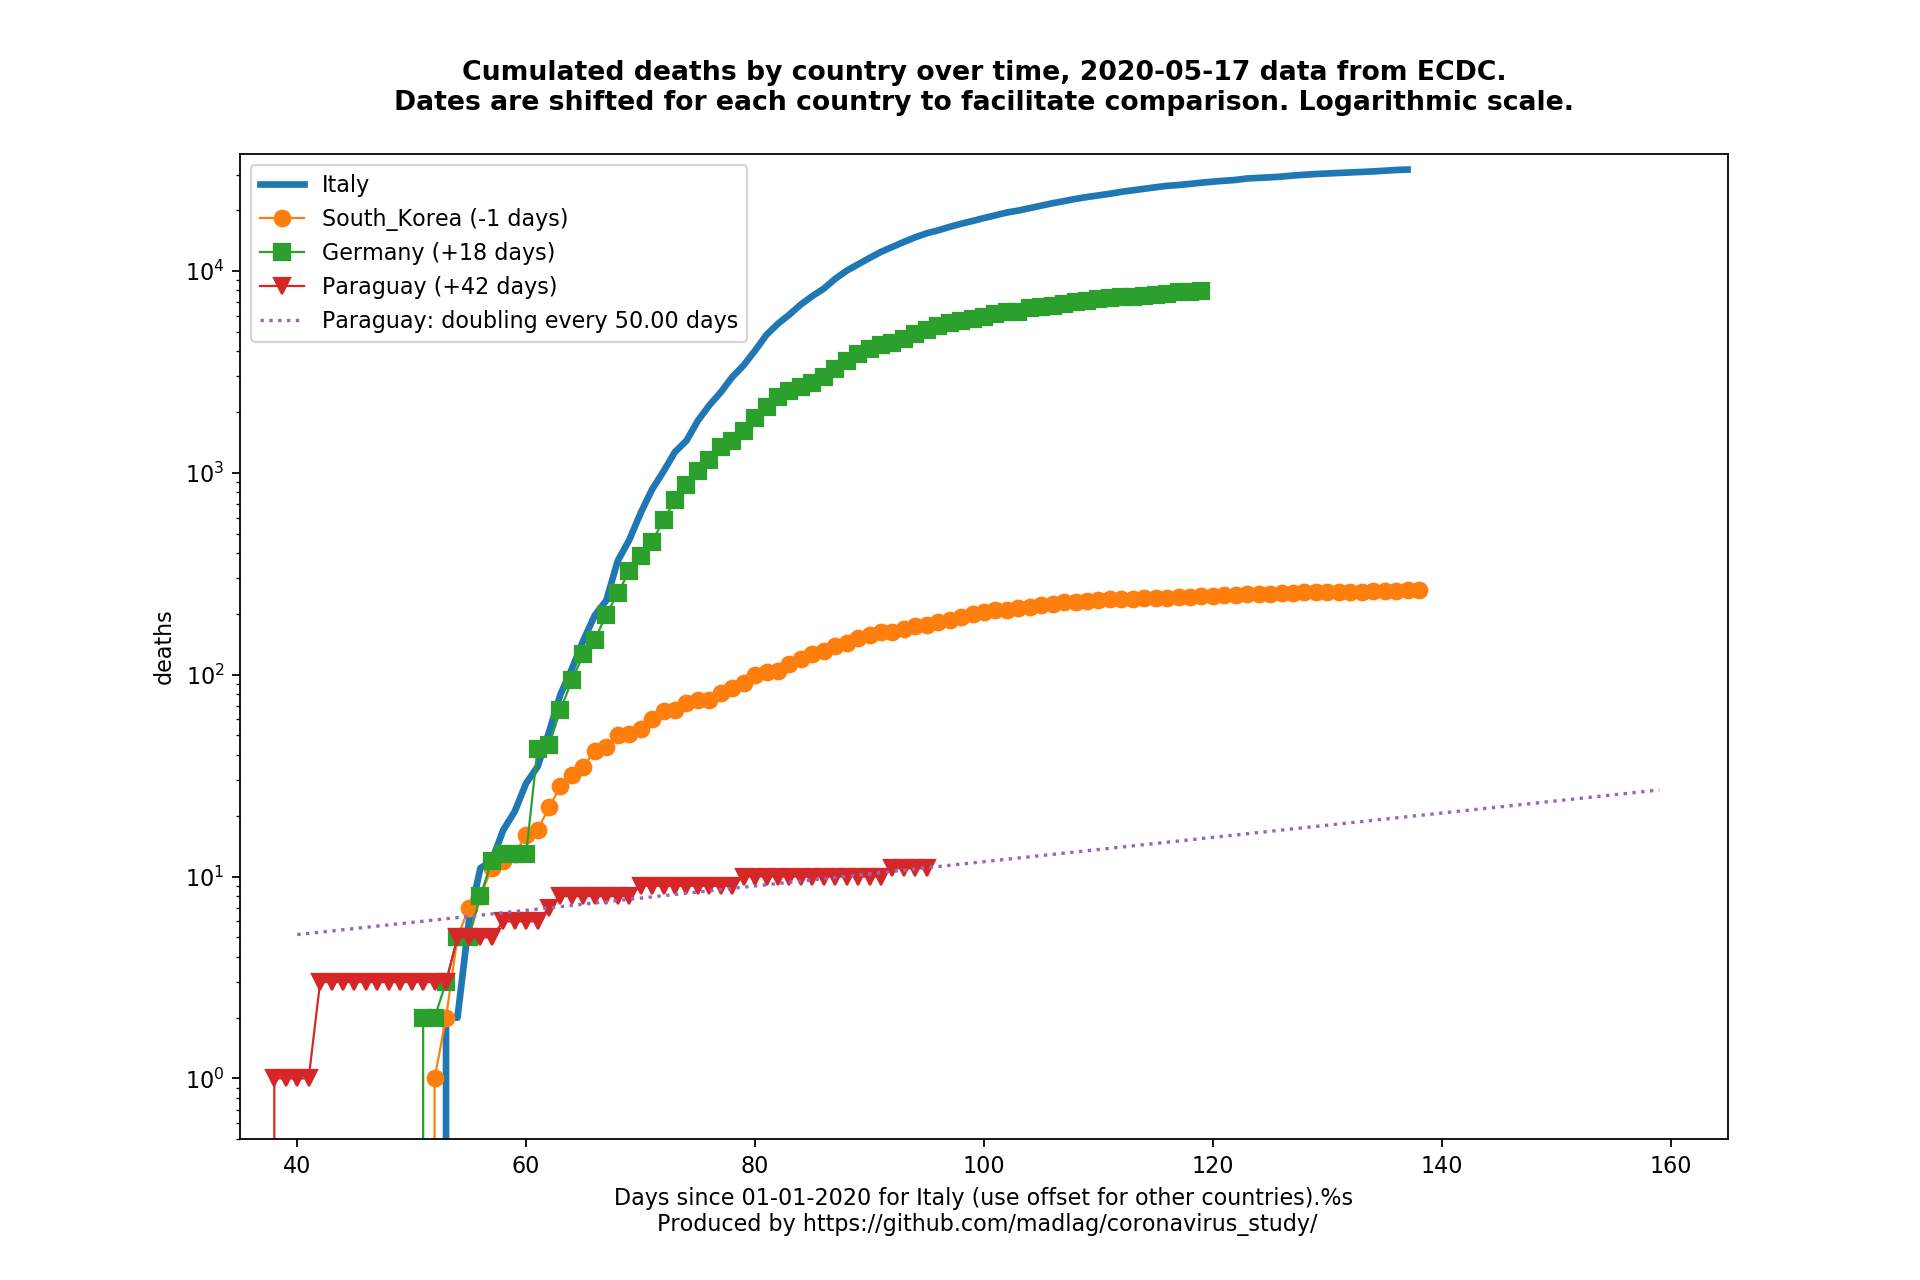 Cumulated deaths by country over time, 2020-05-17 data from ECDC.
Dates are shifted for each country to facilitate comparison. Logarithmic scale.
Italy
South_Korea (-1 days)
Germany (+18 days)
Paraguay (+42 days)
Paraguay: doubling every 50.00 days
10⁴
10³
10²
10¹
10⁰
deaths
40 60 80 100 120 140 160
Days since 01-01-2020 for Italy (use offset for other countries).%s
Produced by https://github.com/madlag/coronavirus_study/